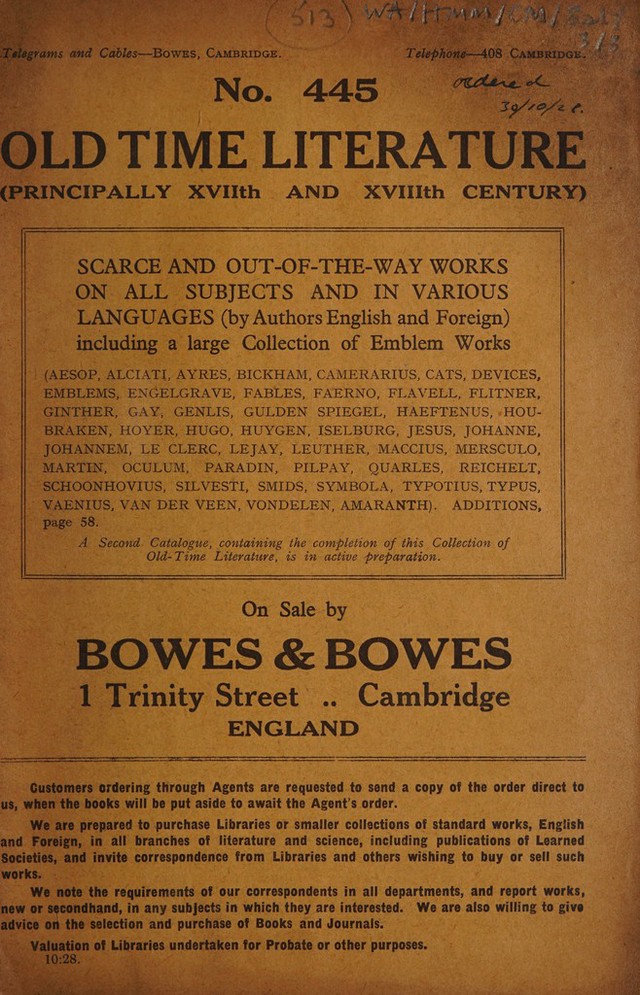 (513) WA/HMM/CM/
3/3
Telegrams and Cables—BOWES, CAMBRIDGE. Telephone—408 CAMBRIDGE.
No. 445
ordered
30/10/28.
OLD TIME LITERATURE
(PRINCIPALLY XVIIth AND XVIIIth CENTURY)
SCARCE AND OUT-OF-THE-WAY WORKS
ON ALL SUBJECTS AND IN VARIOUS
LANGUAGES (by Authors English and Foreign)
including a large Collection of Emblem Works
(AESOP, ALCIATI, AYRES, BICKHAM, CAMERARIUS, CATS, DEVICES,
EMBLEMS, ENGELGRAVE, FABLES, FAERNO, FLAVELL, FLITNER,
GINTHER, GAY, GENLIS, GULDEN SPIEGEL, HAEFTENUS, HOU-
BRAKEN, HOYER, HUGO, HUYGEN, ISELBURG, JESUS, JOHANNE,
JOHANNEM, LE CLERC, LEJAY, LEUTHER, MACCIUS, MERSCULO,
MARTIN, OCULUM, PARADIN, PILPAY, QUARLES, REICHELT,
SCHOONHOVIUS, SILVESTI, SMIDS, SYMBOLA, TYPOTIUS, TYPUS,
VAENIUS, VAN DER VEEN, VONDELEN, AMARANTH). ADDITIONS,
page 58.
A Second Catalogue, containing the completion of this Collection of
Old-Time Literature, is in active preparation.
On Sale by
BOWES & BOWES
1 Trinity Street .. Cambridge
ENGLAND
Customers ordering through Agents are requested to send a copy of the order direct to
us, when the books will be put aside to await the Agent's order.
We are prepared to purchase Libraries or smaller collections of standard works, English
and Foreign, in all branches of literature and science, including publications of Learned
Societies, and invite correspondence from Libraries and others wishing to buy or sell such
works.
We note the requirements of our correspondents in all departments, and report works,
new or secondhand, in any subjects in which they are interested. We are also willing to give
advice on the selection and purchase of Books and Journals.
Valuation of Libraries undertaken for Probate or other purposes.
10:28.